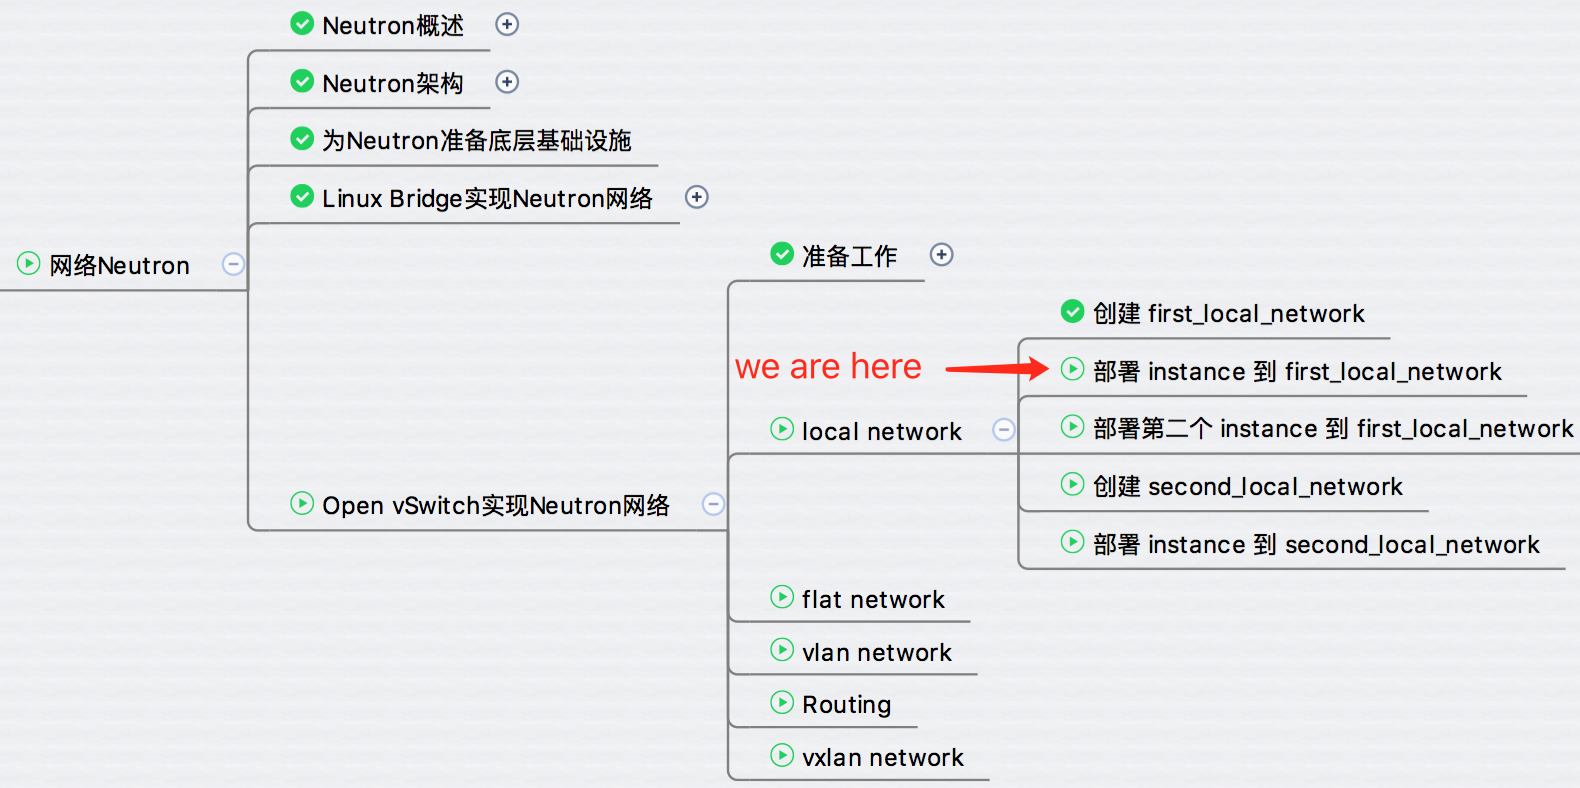 Neutron概述
Neutron架构
为Neutron准备底层基础设施
Linux Bridge实现Neutron网络
网络Neutron
准备工作
创建 first_local_network
we are here
部署 instance 到 first_local_network
local network
部署第二个 instance 到 first_local_network
创建 second_local_network
Open vSwitch实现Neutron网络
部署 instance 到 second_local_network
flat network
vlan network
Routing
vxlan network